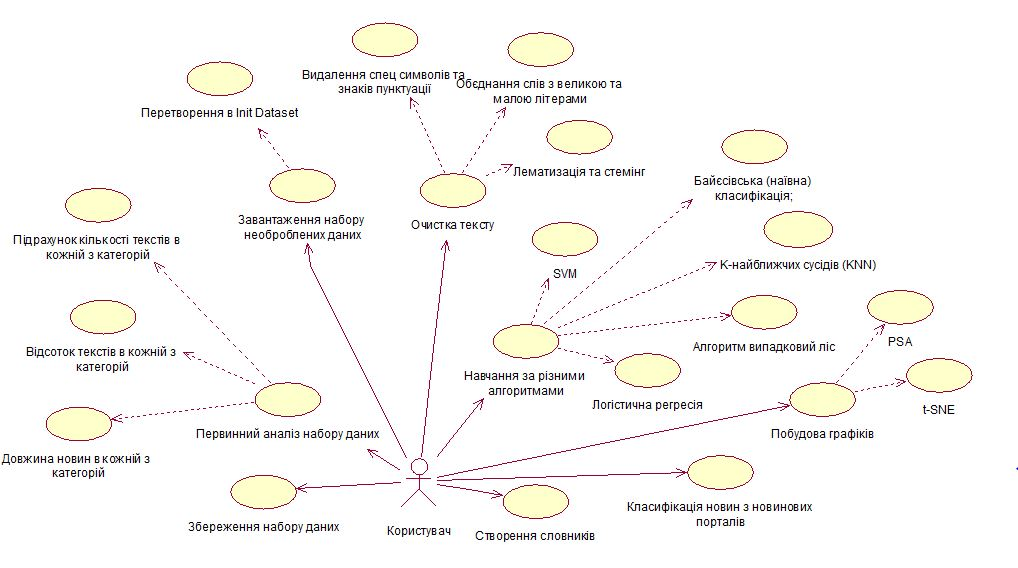 Видалення спец символів та
знаків пунктуації
Обєднання слів з великою та
малою літерами
Перетворення в Init Dataset
Лематизація та стемінг
Байєсівська (наївна)
класифікація;
Завантаження набору
необроблених даних
Очистка тексту
Підрахунок кількості текстів в
кожній з категорій
SVM
K-найближчих сусідів (KNN)
Відсоток текстів в кожній з
категорій
Алгоритм випадковий ліс
PSA
Навчання за різними
алгоритмами
Логістична регресія
t-SNE
Первинний аналіз набору даних
Побудова графіків
Довжина новин в кожній з
категорій
Збереження набору даних
Користувач
Створення словників
Класифікація новин з новинових
порталів